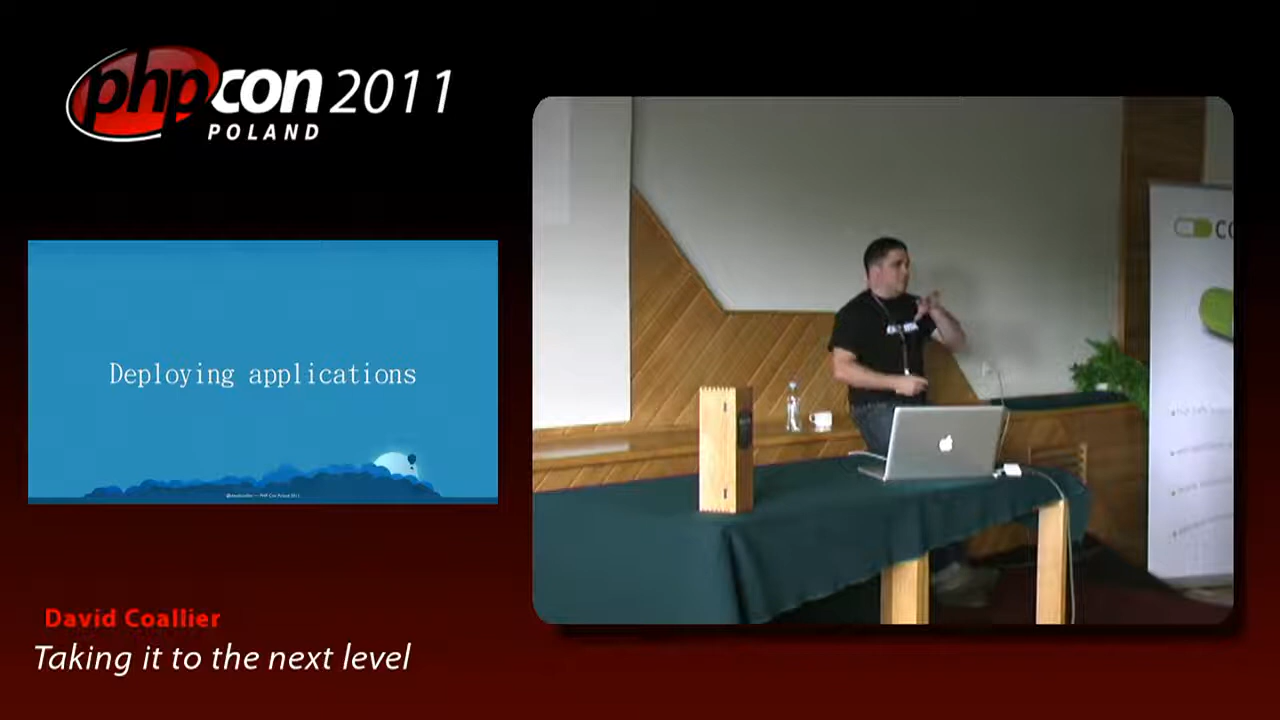 phpcon 2011
POLAND
Deploying applications
David Coallier
Taking it to the next level